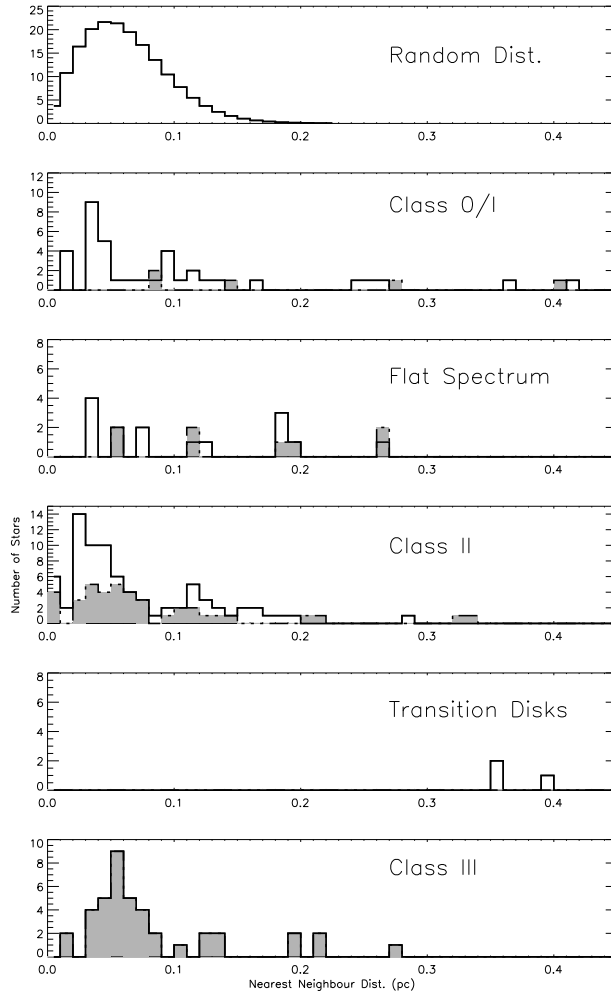 25
20
15
10
5
0
Random Dist.
0.0 0.1 0.2 0.3 0.4
12
10
8
6
4
2
0
Class 0/I
0.0 0.1 0.2 0.3 0.4
8
6
4
2
0
Flat Spectrum
0.0 0.1 0.2 0.3 0.4
Number of Stars
14
12
10
8
6
4
2
0
Class II
0.0 0.1 0.2 0.3 0.4
8
6
4
2
0
Transition Disks
0.0 0.1 0.2 0.3 0.4
10
8
6
4
2
0
Class III
0.0 0.1 0.2 0.3 0.4
Nearest Neighbour Dist. (pc)